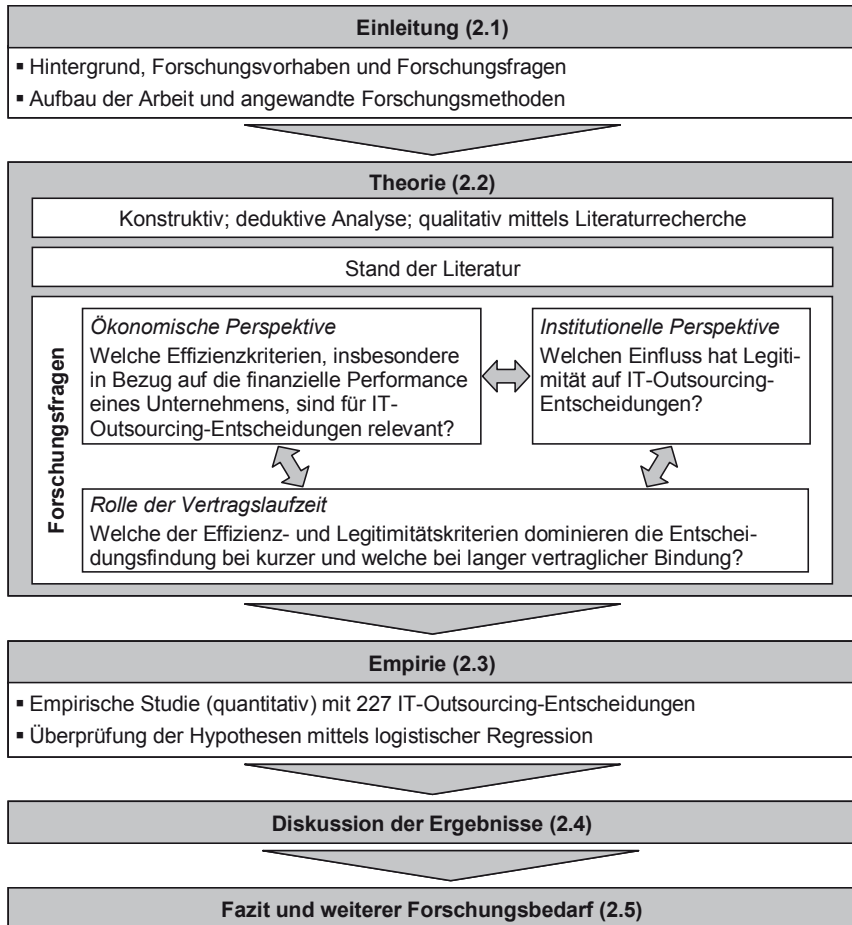 Einleitung (2.1)
▪ Hintergrund, Forschungsvorhaben und Forschungsfragen
▪ Aufbau der Arbeit und angewandte Forschungsmethoden
Theorie (2.2)
Konstruktiv; deduktive Analyse; qualitativ mittels Literaturrecherche
Stand der Literatur
Forschungsfragen
Ökonomische Perspektive
Welche Effizienzkriterien, insbesondere
in Bezug auf die finanzielle Performance
eines Unternehmens, sind für IT-
Outsourcing-Entscheidungen relevant?
Institutionelle Perspektive
Welchen Einfluss hat Legiti-
mität auf IT-Outsourcing-
Entscheidungen?
Rolle der Vertragslaufzeit
Welche der Effizienz- und Legitimitätskriterien dominieren die Entschei-
dungsfindung bei kurzer und welche bei langer vertraglicher Bindung?
Empirie (2.3)
▪ Empirische Studie (quantitativ) mit 227 IT-Outsourcing-Entscheidungen
▪ Überprüfung der Hypothesen mittels logistischer Regression
Diskussion der Ergebnisse (2.4)
Fazit und weiterer Forschungsbedarf (2.5)